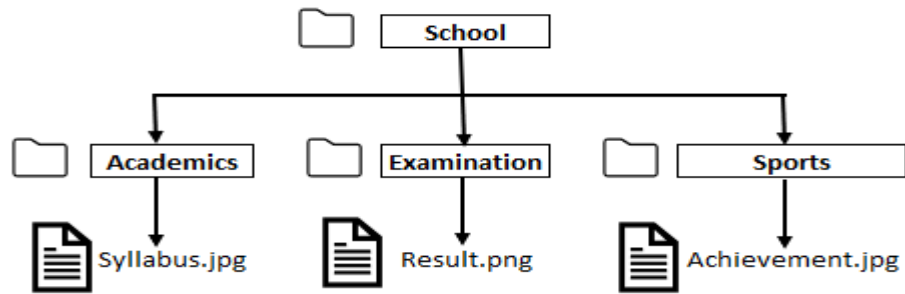 School
Academics
Examination
Sports
Syllabus.jpg
Result.png
Achievement.jpg